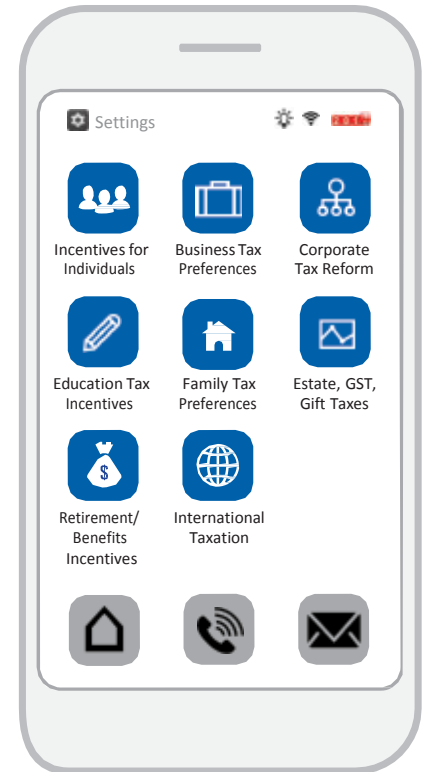 Settings
Incentives for
Individuals
Business Tax
Preferences
Corporate
Tax Reform
Education Tax
Incentives
Family Tax
Preferences
Estate, GST,
Gift Taxes
$
Retirement/
Benefits
Incentives
International
Taxation